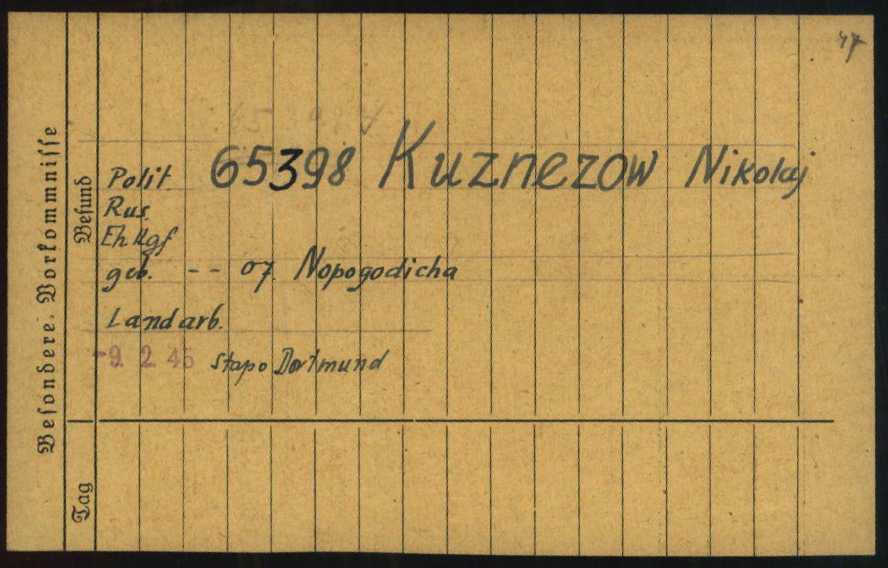 47
Polit. 65398 Kuznezow Nikolaj
Rus.
Eh Kgf
geb. -- 07. Nopogodicha
Landarb.
-9. 2. 45 Stapo Dortmund
Besondere Vorkommnisse
Befund
Tag